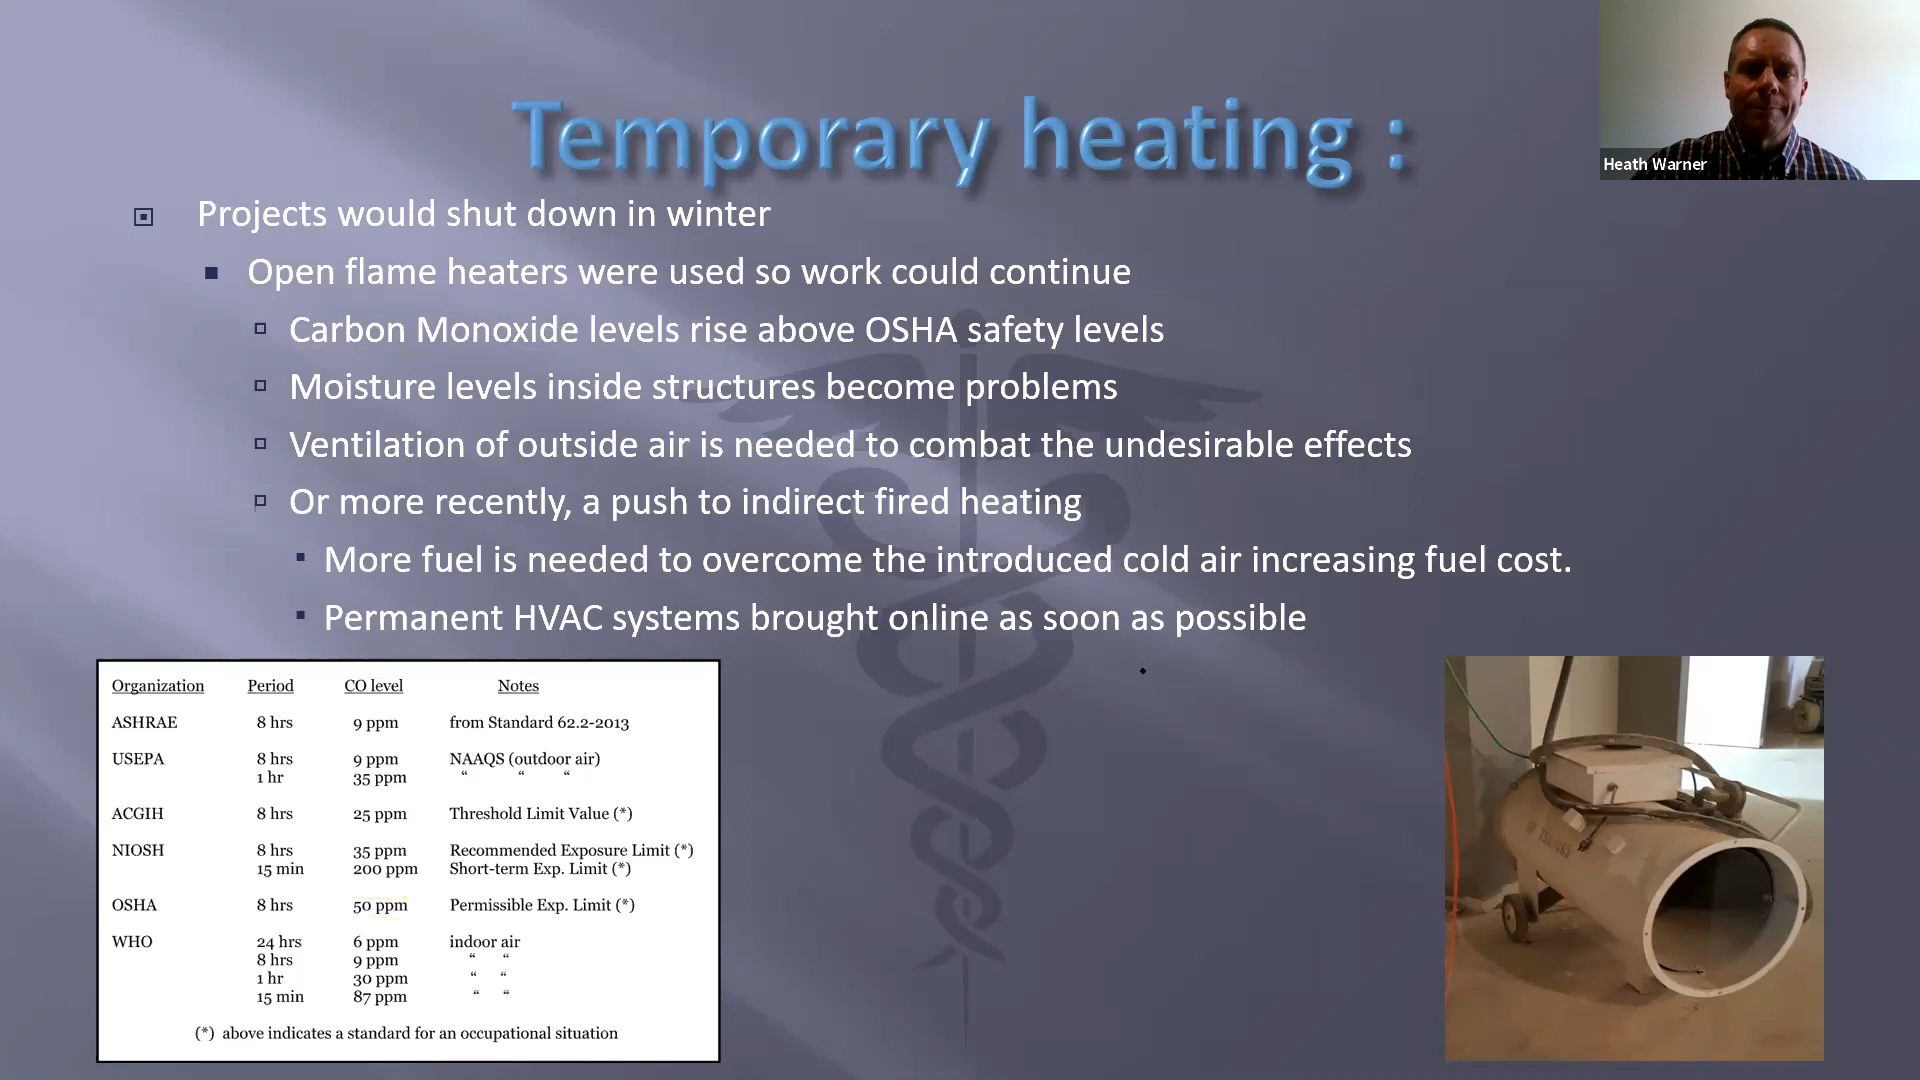 Temporary heating :
Heath Warner
Projects would shut down in winter
Open flame heaters were used so work could continue
Carbon Monoxide levels rise above OSHA safety levels
Moisture levels inside structures become problems
Ventilation of outside air is needed to combat the undesirable effects
Or more recently, a push to indirect fired heating
More fuel is needed to overcome the introduced cold air increasing fuel cost.
Permanent HVAC systems brought online as soon as possible
Organization Period CO level Notes
ASHRAE 8 hrs 9 ppm from Standard 62.2-2013
USEPA 8 hrs 9 ppm NAAQS (outdoor air)
1 hr 35 ppm “ “ “
ACGIH 8 hrs 25 ppm Threshold Limit Value (*)
NIOSH 8 hrs 35 ppm Recommended Exposure Limit (*)
15 min 200 ppm Short-term Exp. Limit (*)
OSHA 8 hrs 50 ppm Permissible Exp. Limit (*)
WHO 24 hrs 6 ppm indoor air
8 hrs 9 ppm “ “
1 hr 30 ppm “ “
15 min 87 ppm “ “
(*) above indicates a standard for an occupational situation